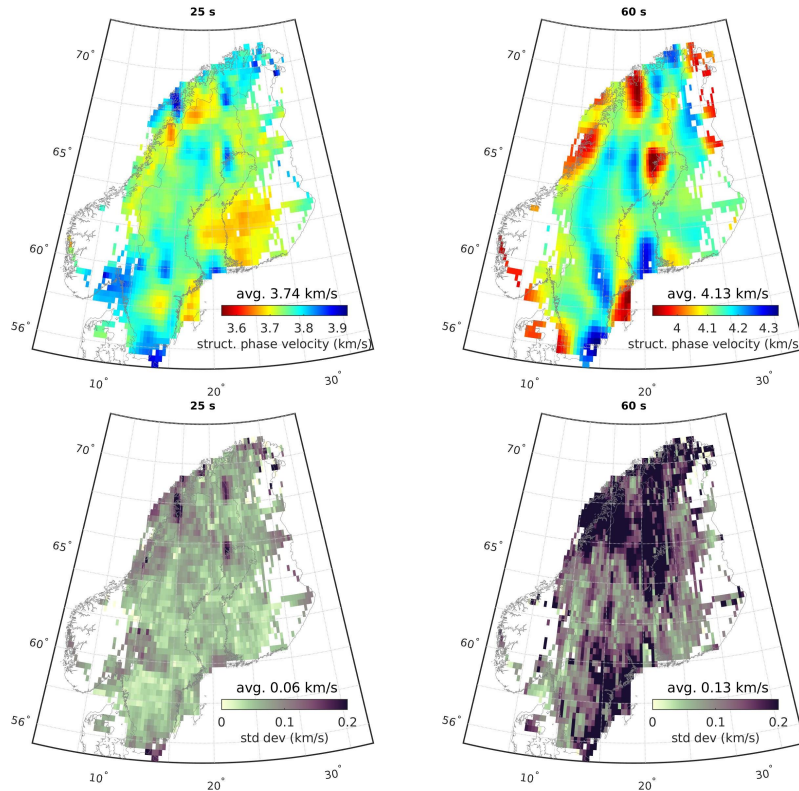 25 s
60 s
70°
70°
65°
65°
60°
60°
avg. 3.74 km/s
avg. 4.13 km/s
3.6 3.7 3.8 3.9
4 4.1 4.2 4.3
struct. phase velocity (km/s)
struct. phase velocity (km/s)
56°
56°
10°
20°
30°
10°
20°
30°
25 s
60 s
70°
70°
65°
65°
60°
60°
avg. 0.06 km/s
avg. 0.13 km/s
0 0.1 0.2
0 0.1 0.2
std dev (km/s)
std dev (km/s)
56°
56°
10°
20°
30°
10°
20°
30°